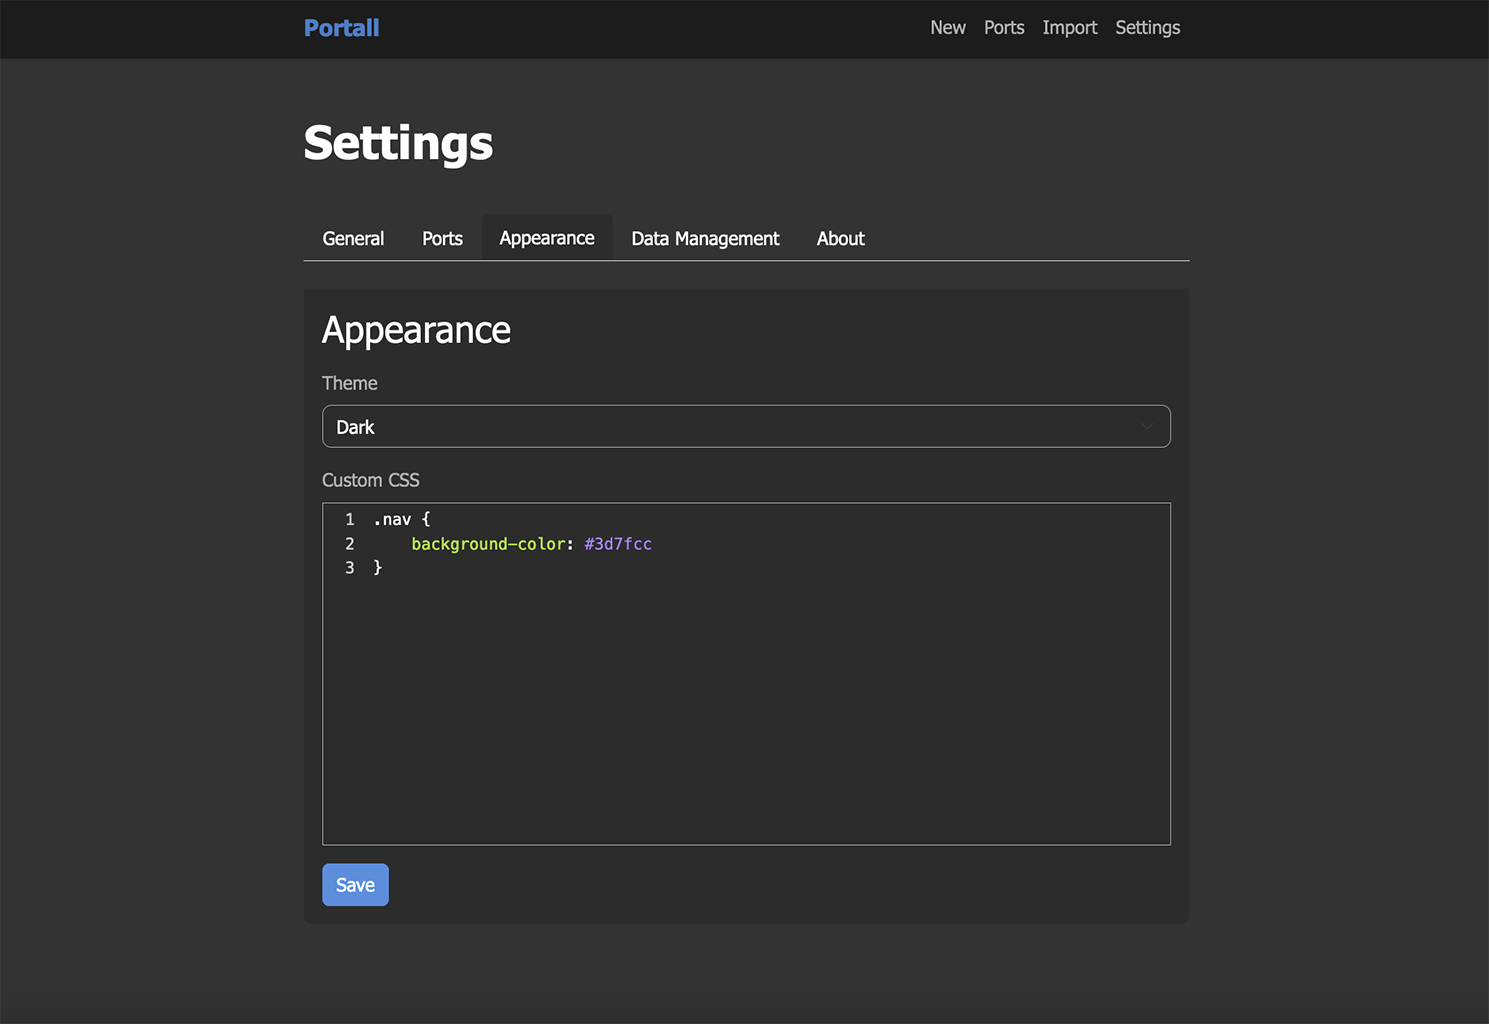 Portall
New Ports Import Settings
Settings
General Ports Appearance Data Management About
Appearance
Theme
Dark
Custom CSS
1 .nav {
2     background-color: #3d7fcc
3 }
Save